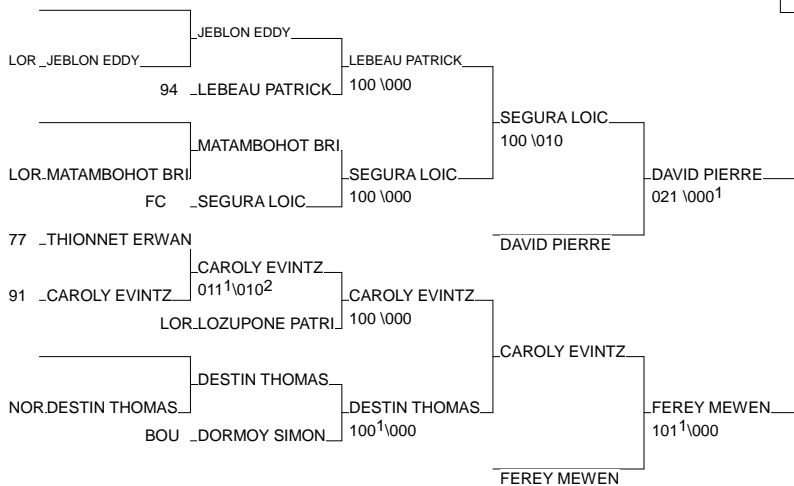 JEBLON EDDY
LOR JEBLON EDDY
LEBEAU PATRICK
94 LEBEAU PATRICK
100 \000
SEGURA LOIC
100 \010
MATAMBOHOT BRI
LOR MATAMBOHOT BRI
SEGURA LOIC
DAVID PIERRE
FC SEGURA LOIC
100 \000
021 \000¹
77 THIONNET ERWAN
DAVID PIERRE
CAROLY EVINTZ
91 CAROLY EVINTZ
011¹\010²
CAROLY EVINTZ
LOR LOZUPONE PATRI
100 \000
CAROLY EVINTZ
DESTIN THOMAS
NOR DESTIN THOMAS
DESTIN THOMAS
FEREY MEWEN
BOU DORMOY SIMON
100¹\000
101¹\000
FEREY MEWEN